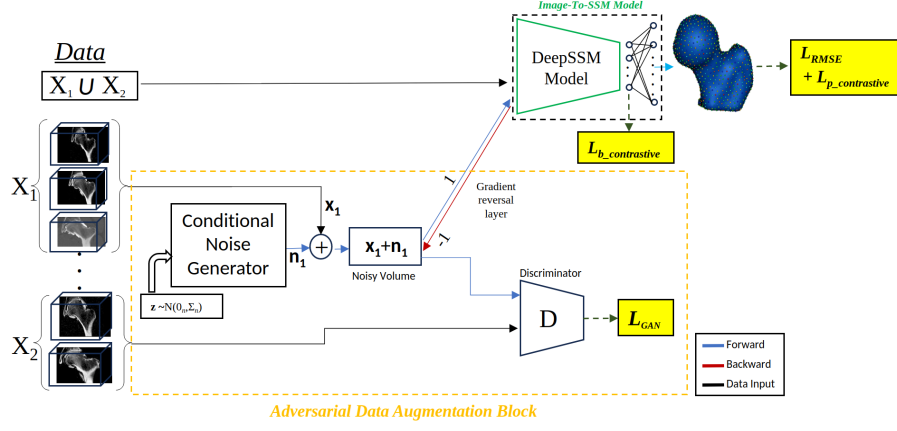 Image-To-SSM Model
Data
X1 ∪ X2
DeepSSM
Model
LRMSE
+ Lp_contrastive
Lb_contrastive
X1
x1
1
Gradient
reversal
layer
-1
Conditional
Noise
Generator
n1
+
x1+n1
Noisy Volume
z ~N(0n,Σn)
Discriminator
D
LGAN
X2
Forward
Backward
Data Input
Adversarial Data Augmentation Block